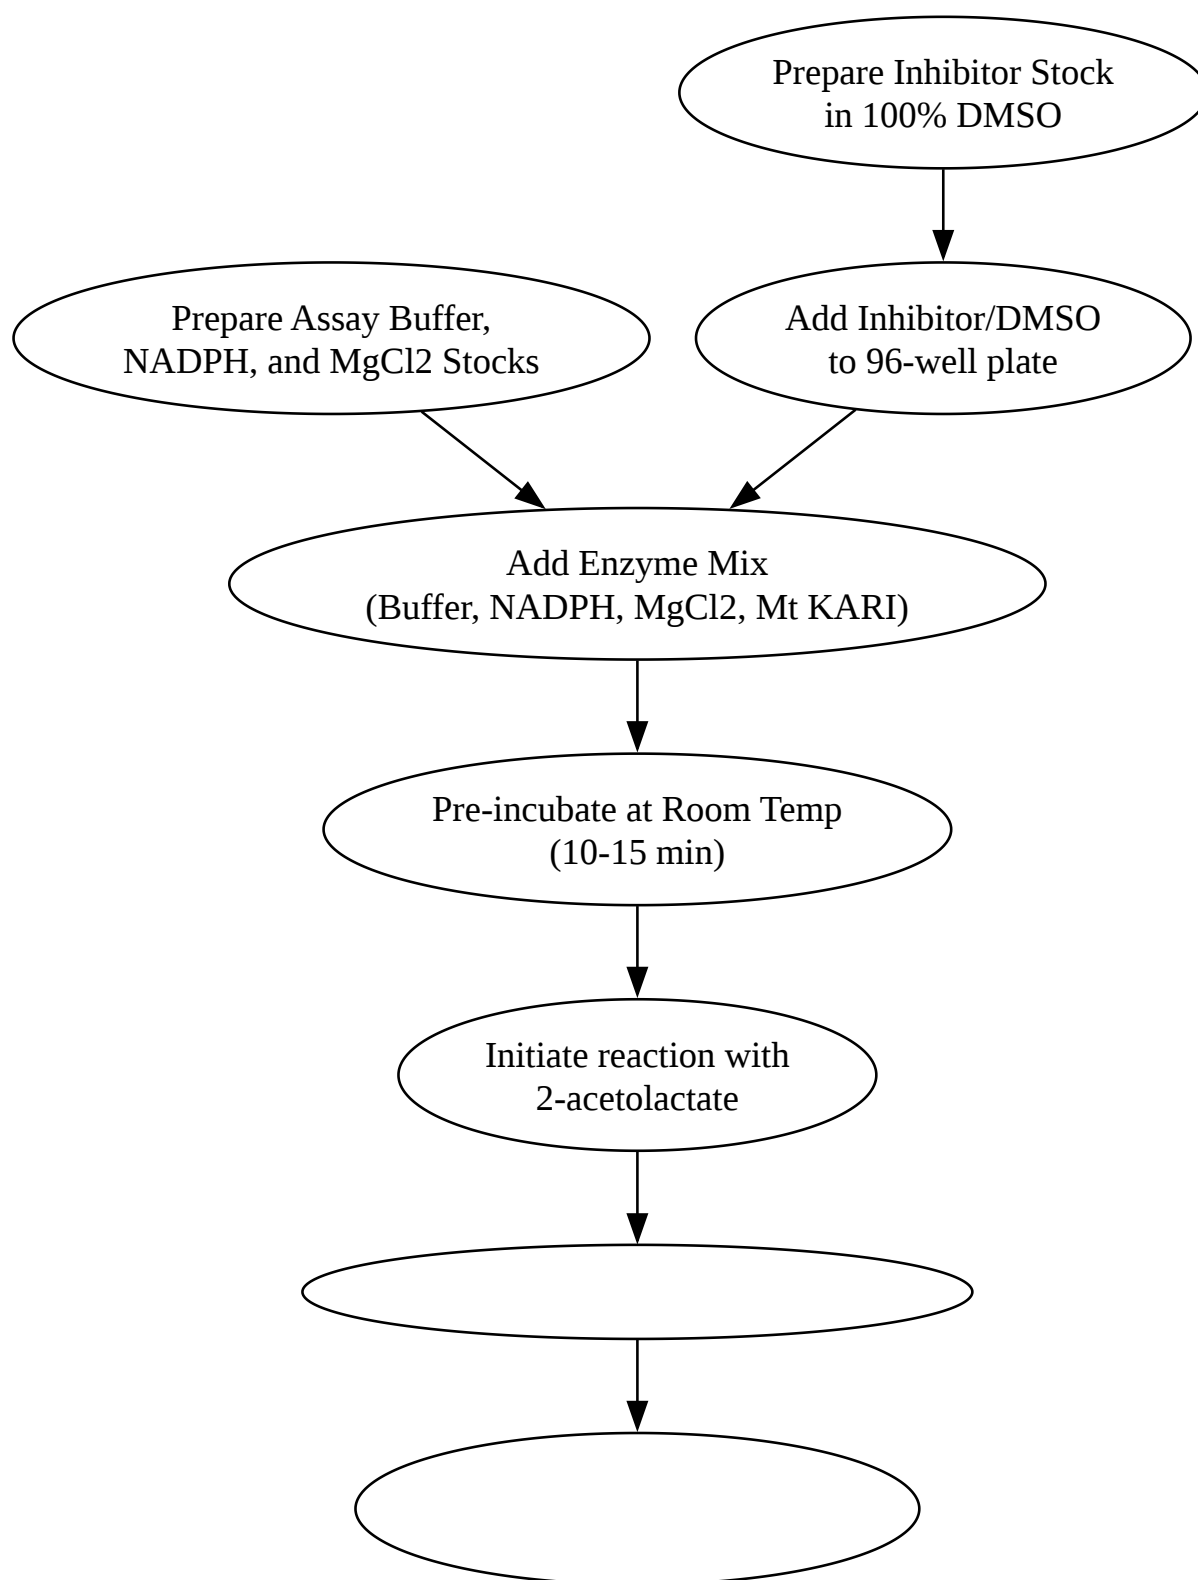 Prepare Inhibitor Stock
in 100% DMSO
Prepare Assay Buffer,
NADPH, and MgCl2 Stocks
Add Inhibitor/DMSO
to 96-well plate
Add Enzyme Mix
(Buffer, NADPH, MgCl2, Mt KARI)
Pre-incubate at Room Temp
(10-15 min)
Initiate reaction with
2-acetolactate